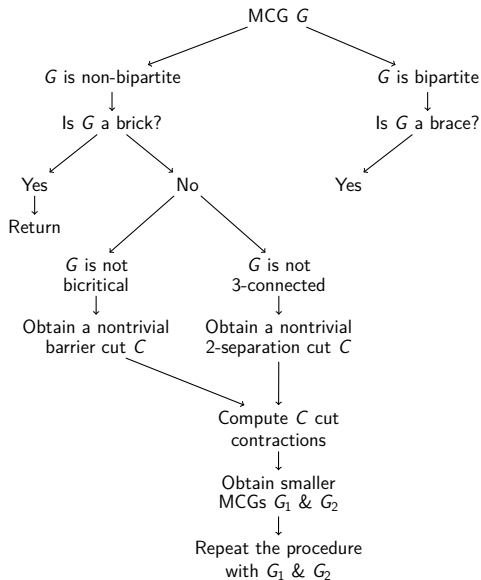 MCG G
G is non-bipartite
G is bipartite
Is G a brick?
Is G a brace?
Yes
No
Yes
Return
G is not
bicritical
G is not
3-connected
Obtain a nontrivial
barrier cut C
Obtain a nontrivial
2-separation cut C
Compute C cut
contractions
Obtain smaller
MCGs G₁ & G₂
Repeat the procedure
with G₁ & G₂